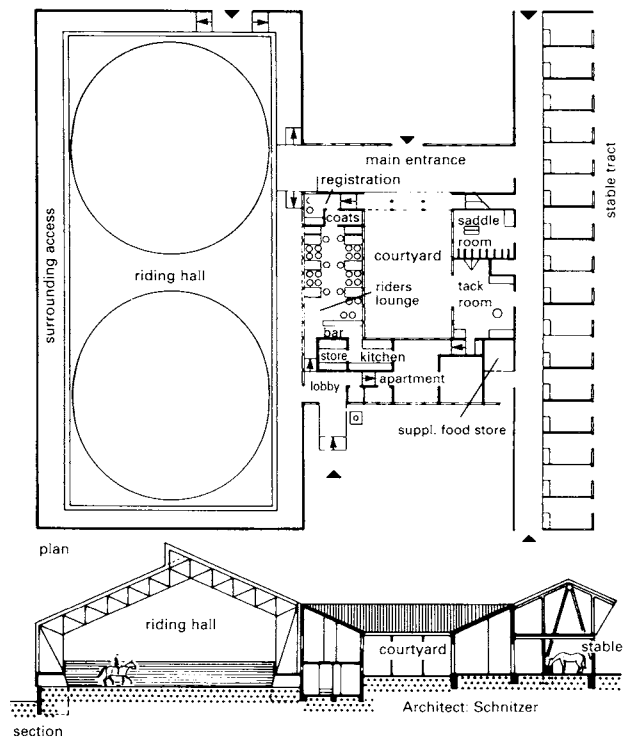 main entrance
registration
coats
saddle
room
courtyard
surrounding access
riding hall
riders
lounge
tack
room
stable tract
bar
store
kitchen
lobby
apartment
suppl. food store
plan
riding hall
courtyard
stable
Architect: Schnitzer
section